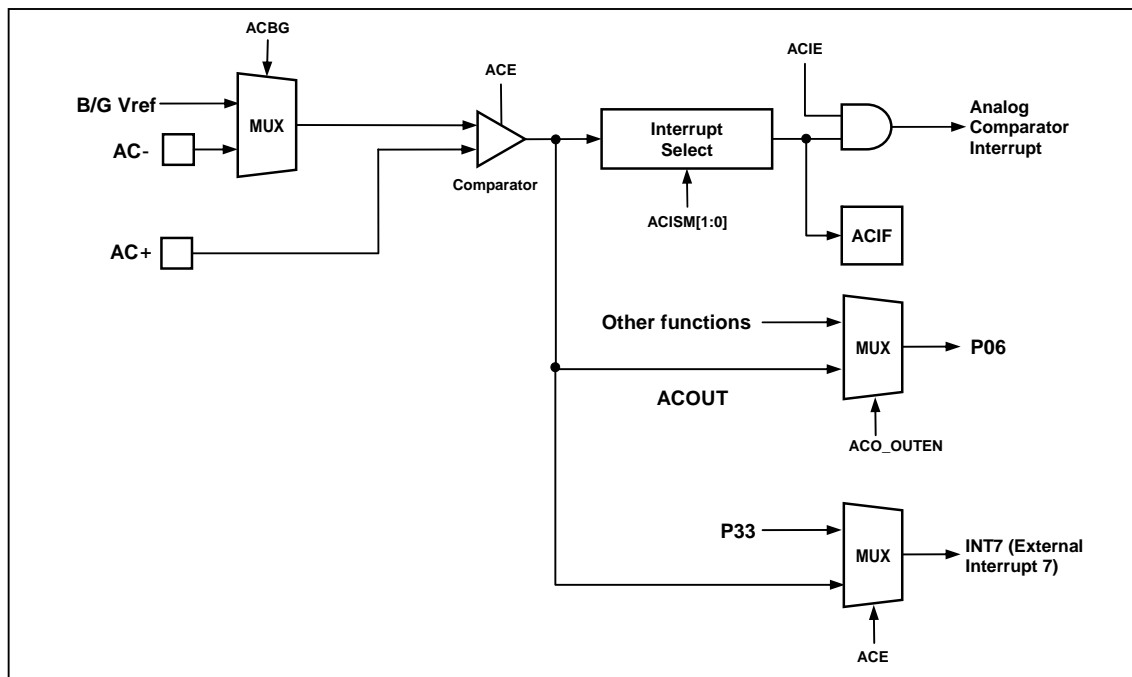 ACBG
B/G Vref
AC-
MUX
AC+
ACE
Comparator
Interrupt
Select
ACISM[1:0]
ACIE
Analog
Comparator
Interrupt
ACIF
Other functions
ACOUT
MUX
P06
ACO_OUTEN
P33
MUX
INT7 (External
Interrupt 7)
ACE